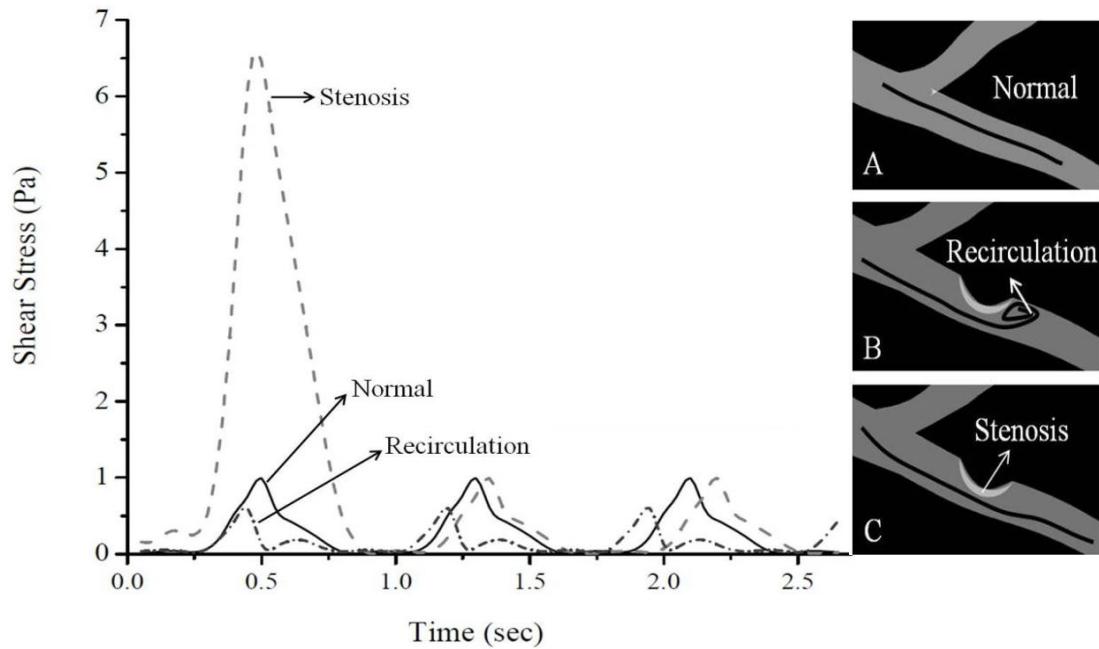 7
6
5
4
3
2
1
0
Shear Stress (Pa)
Stenosis
Normal
Recirculation
0.0
0.5
1.0
1.5
2.0
2.5
Time (sec)
Normal
A
Recirculation
B
Stenosis
C